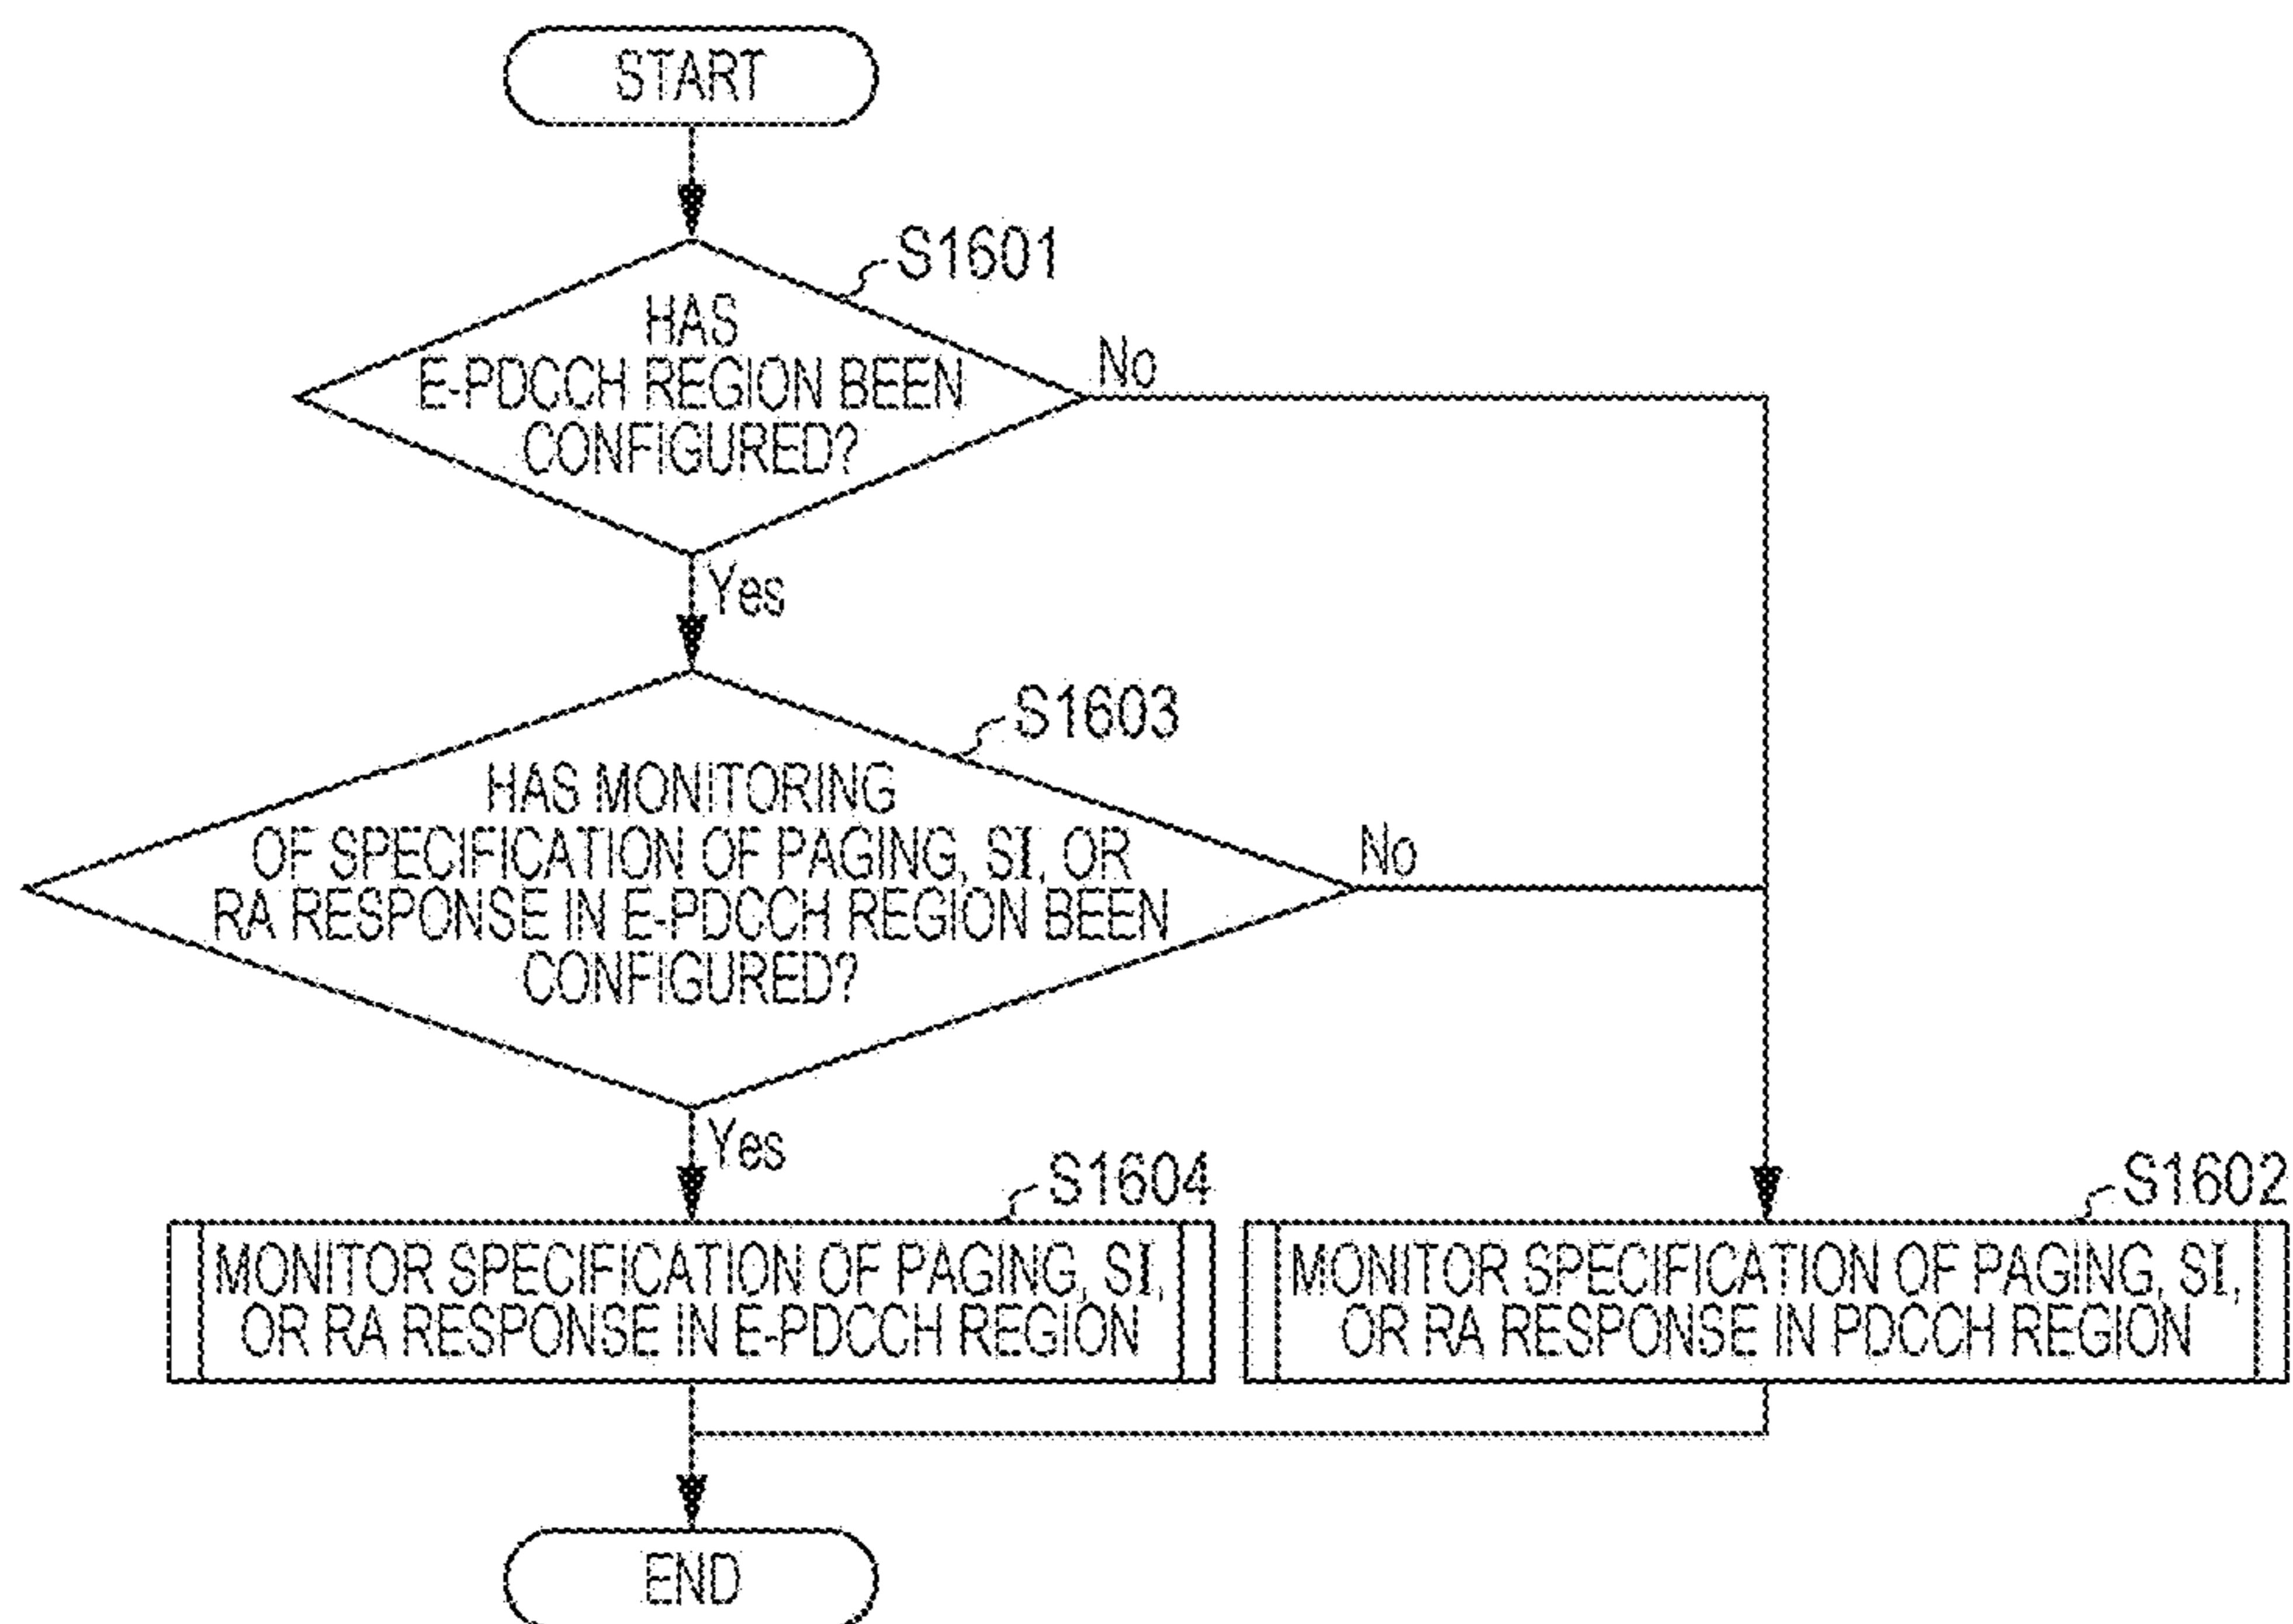 START
S1601
HAS
E-PDCCH REGION BEEN
CONFIGURED?
No
Yes
S1603
HAS MONITORING
OF SPECIFICATION OF PAGING, SI, OR
RA RESPONSE IN E-PDCCH REGION BEEN
CONFIGURED?
No
Yes
S1604
MONITOR SPECIFICATION OF PAGING, SI,
OR RA RESPONSE IN E-PDCCH REGION
S1602
MONITOR SPECIFICATION OF PAGING, SI,
OR RA RESPONSE IN PDCCH REGION
END